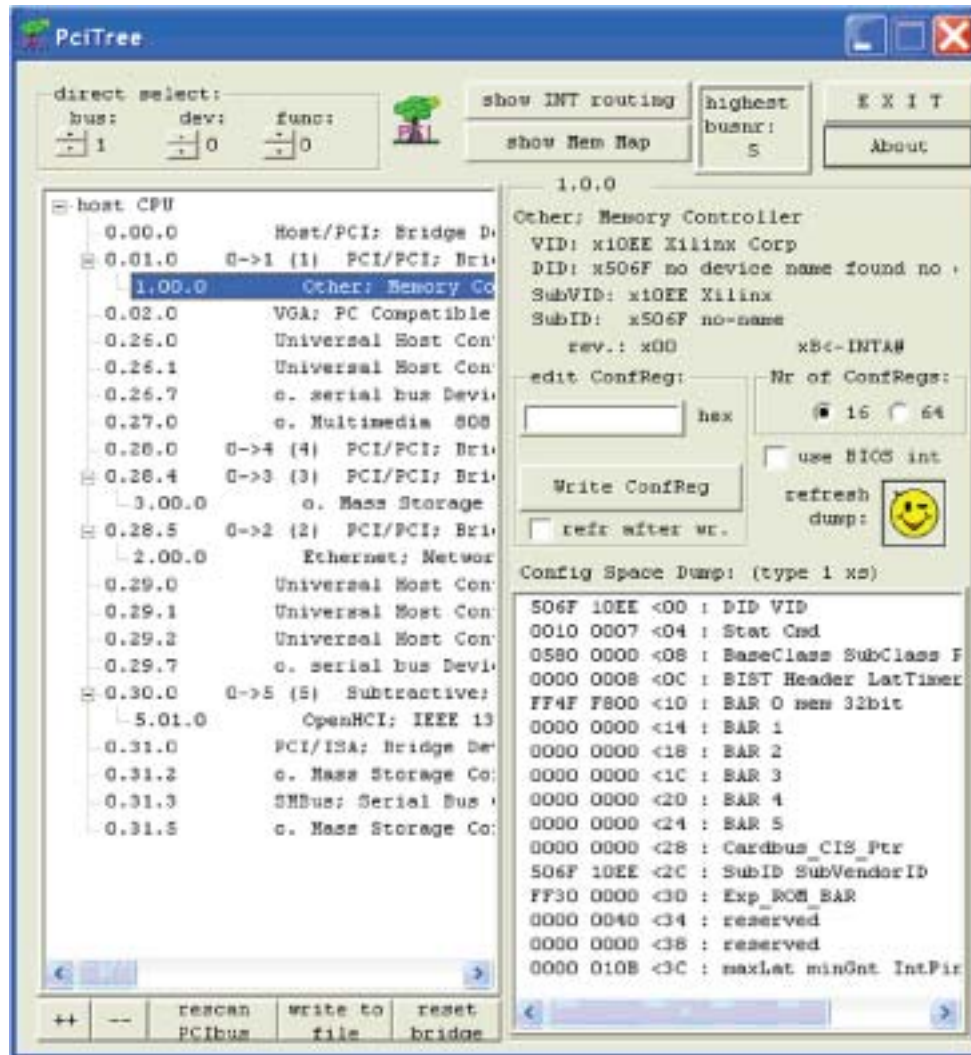 PciTree
direct select:
bus: dev: func:
1 0 0
PCI
show INT routing
show Mem Map
highest
busnr:
5
E X I T
About
host CPU
0.00.0 Host/PCI; Bridge D
0.01.0 0->1 (1) PCI/PCI; Bri
1.00.0 Other; Memory Co
0.02.0 VGA; PC Compatible
0.26.0 Universal Host Con
0.26.1 Universal Host Con
0.26.7 o. serial bus Devi
0.27.0 o. Multimedia 808
0.28.0 0->4 (4) PCI/PCI; Bri
0.28.4 0->3 (3) PCI/PCI; Bri
3.00.0 o. Mass Storage
0.28.5 0->2 (2) PCI/PCI; Bri
2.00.0 Ethernet; Networ
0.29.0 Universal Host Con
0.29.1 Universal Host Con
0.29.2 Universal Host Con
0.29.7 o. serial bus Devi
0.30.0 0->5 (5) Subtractive;
5.01.0 OpenHCI; IEEE 13
0.31.0 PCI/ISA; Bridge De
0.31.2 o. Mass Storage Co
0.31.3 SMBus; Serial Bus
0.31.5 o. Mass Storage Co
++ -- rescan PCIbus write to file reset bridge
1.0.0
Other; Memory Controller
VID: x10EE Xilinx Corp
DID: x506F no device name found no
SubVID: x10EE Xilinx
SubID: x506F no-name
rev.: x00 xB<-INTA#
edit ConfReg:
hex
Nr of ConfRegs:
16 64
use BIOS int
Write ConfReg
refresh
dump:
refr after wr.
Config Space Dump: (type 1 xs)
506F 10EE <00 : DID VID
0010 0007 <04 : Stat Cmd
0580 0000 <08 : BaseClass SubClass
0000 0008 <0C : BIST Header LatTimer
FF4F F800 <10 : BAR 0 mem 32bit
0000 0000 <14 : BAR 1
0000 0000 <18 : BAR 2
0000 0000 <1C : BAR 3
0000 0000 <20 : BAR 4
0000 0000 <24 : BAR 5
0000 0000 <28 : Cardbus_CIS_Ptr
506F 10EE <2C : SubID SubVendorID
FF30 0000 <30 : Exp_ROM_BAR
0000 0040 <34 : reserved
0000 0000 <38 : reserved
0000 010B <3C : maxLat minGnt IntPin